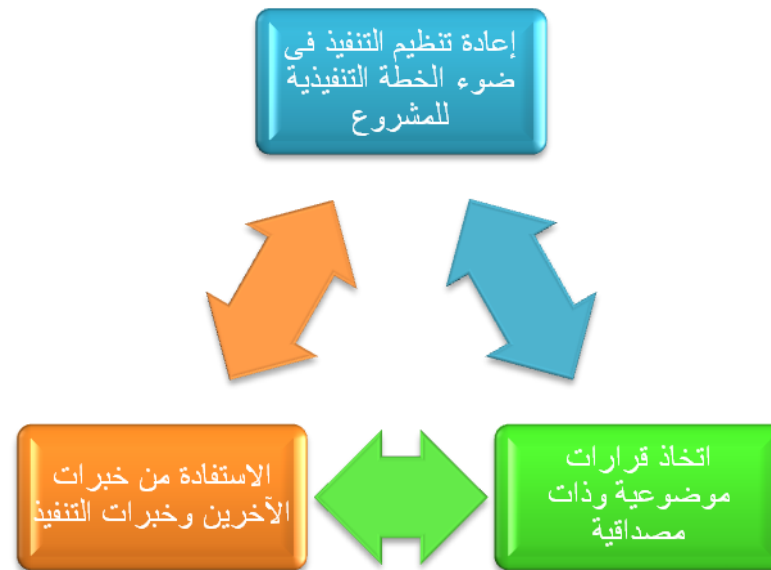 إعادة تنظيم التنفيذ فى
ضوء الخطة التنفيذية
للمشروع
اتخاذ قرارات
موضوعية وذات
مصداقية
الاستفادة من خبرات
الآخرين وخبرات التنفيذ